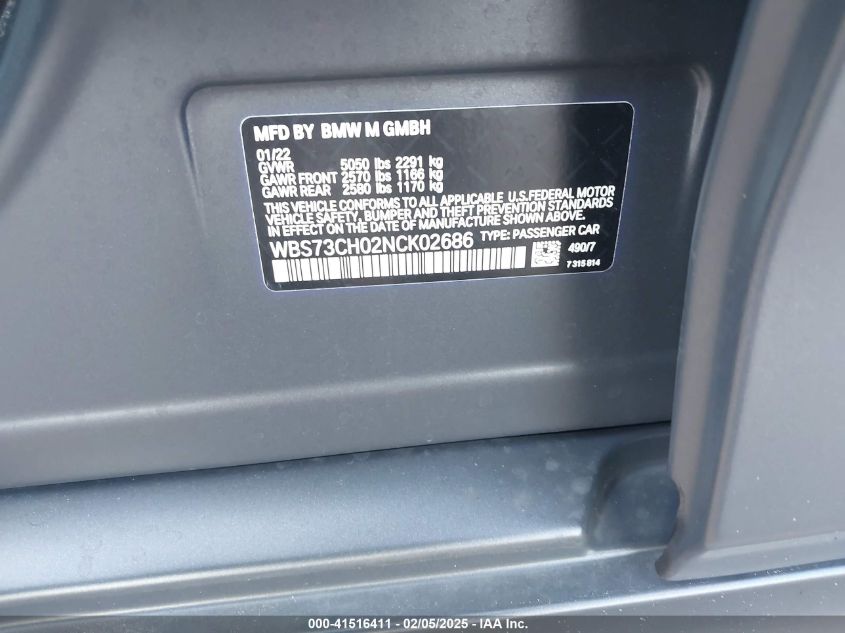 MFD BY BMW M GMBH
01/22
GVWR 5050 lbs 2291 kg
GAWR FRONT 2570 lbs 1166 kg
GAWR REAR 2580 lbs 1170 kg
THIS VEHICLE CONFORMS TO ALL APPLICABLE U.S.FEDERAL MOTOR
VEHICLE SAFETY, BUMPER AND THEFT PREVENTION STANDARDS
IN EFFECT ON THE DATE OF MANUFACTURE SHOWN ABOVE.
WBS73CH02NCK02686 TYPE: PASSENGER CAR
490/7
7 315 814
000-41516411 - 02/05/2025 - IAA Inc.